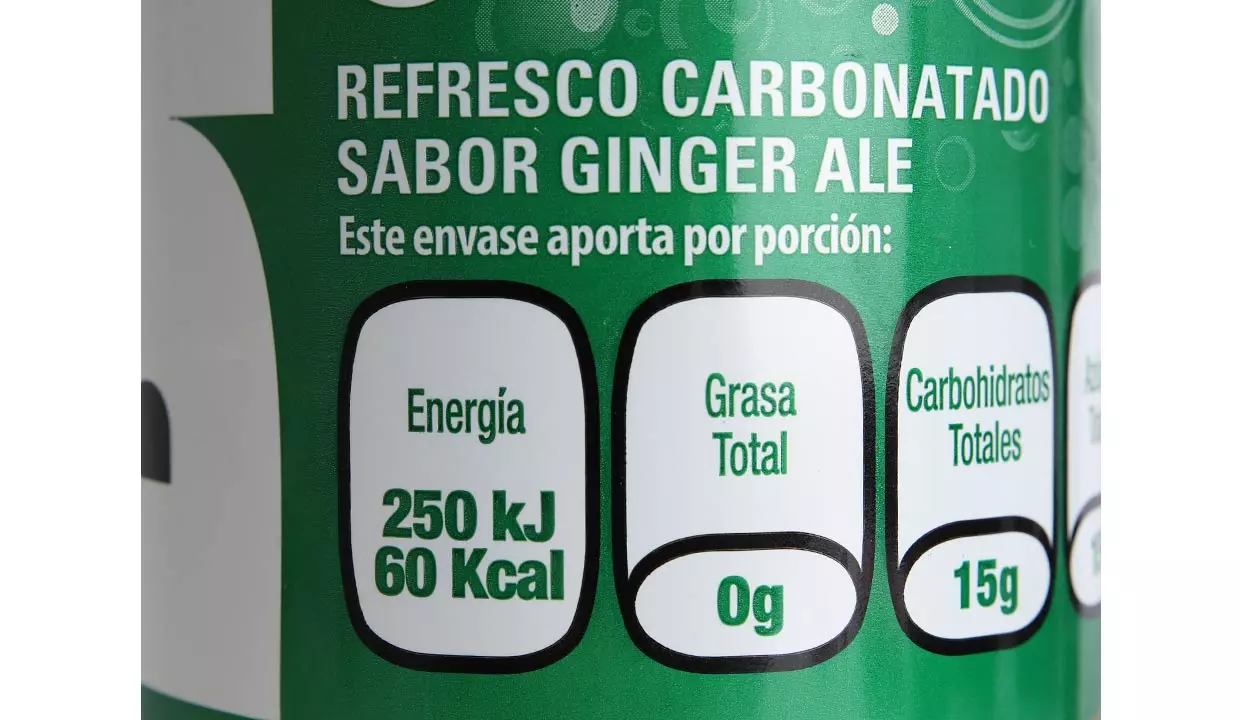 REFRESCO CARBONATADO
SABOR GINGER ALE
Este envase aporta por porción:
Energía
250 kJ
60 Kcal
Grasa
Total
0g
Carbohidratos
Totales
15g